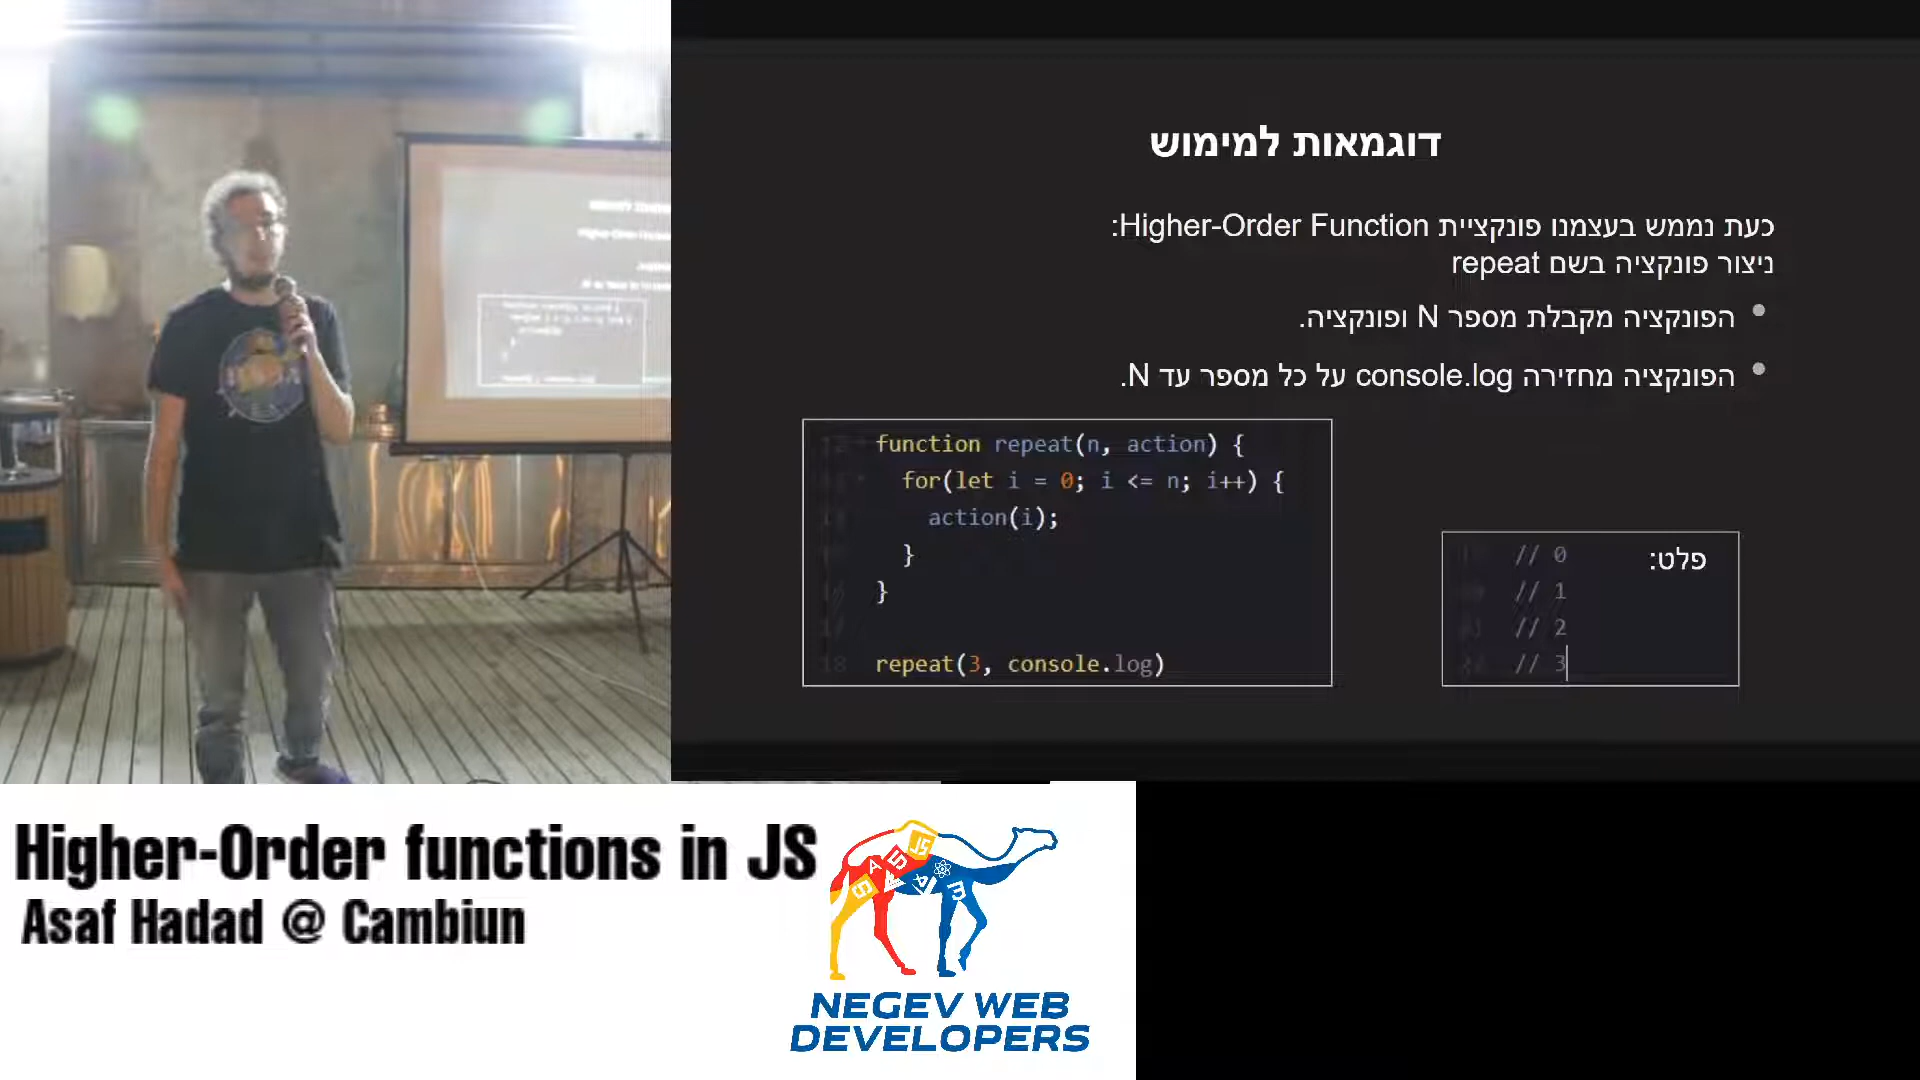 דוגמאות למימוש
כעת נממש בעצמנו פונקציית Higher-Order Function:
ניצור פונקציה בשם repeat
הפונקציה מקבלת מספר N ופונקציה.
הפונקציה מחזירה console.log על כל מספר עד N.
function repeat(n, action) {
for(let i = 0; i <= n; i++) {
action(i);
}
}
18 repeat(3, console.log)
פלט:
// 0
// 1
// 2
// 3
Higher-Order functions in JS
Asaf Hadad @ Cambiun
JS
NEGEV WEB
DEVELOPERS